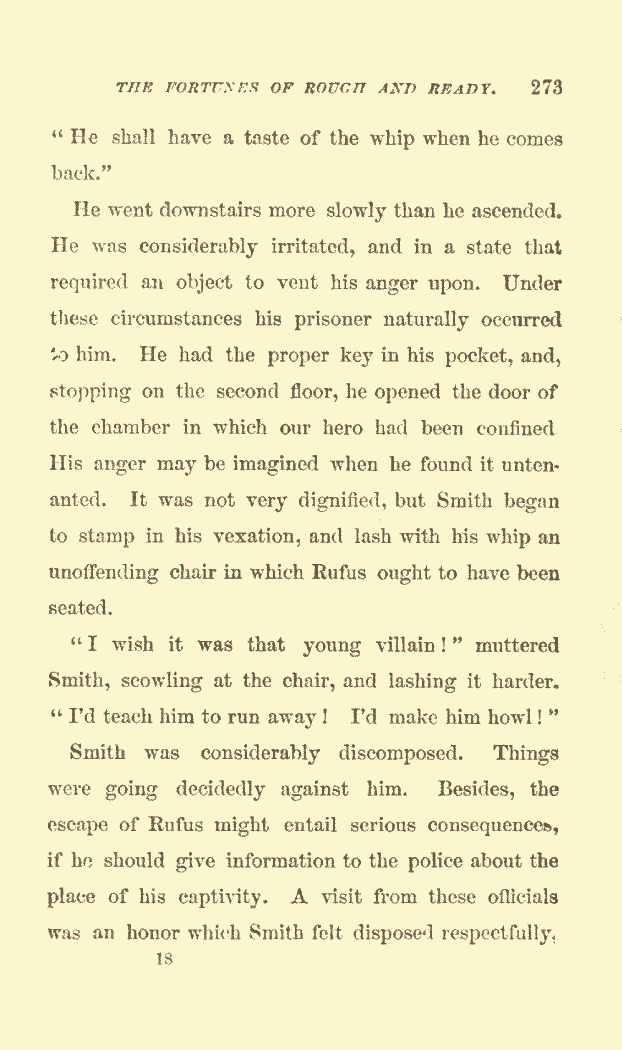 THE FORTUNES OF ROUGH AND READY. 273
“ He shall have a taste of the whip when he comes
back.”
He went downstairs more slowly than he ascended.
He was considerably irritated, and in a state that
required an object to vent his anger upon. Under
these circumstances his prisoner naturally occurred
to him. He had the proper key in his pocket, and,
stopping on the second floor, he opened the door of
the chamber in which our hero had been confined
His anger may be imagined when he found it unten-
anted. It was not very dignified, but Smith began
to stamp in his vexation, and lash with his whip an
unoffending chair in which Rufus ought to have been
seated.
“ I wish it was that young villain ! ” muttered
Smith, scowling at the chair, and lashing it harder.
“ I’d teach him to run away ! I’d make him howl ! ”
Smith was considerably discomposed. Things
were going decidedly against him. Besides, the
escape of Rufus might entail serious consequences,
if he should give information to the police about the
place of his captivity. A visit from these officials
was an honor which Smith felt disposed respectfully,
18